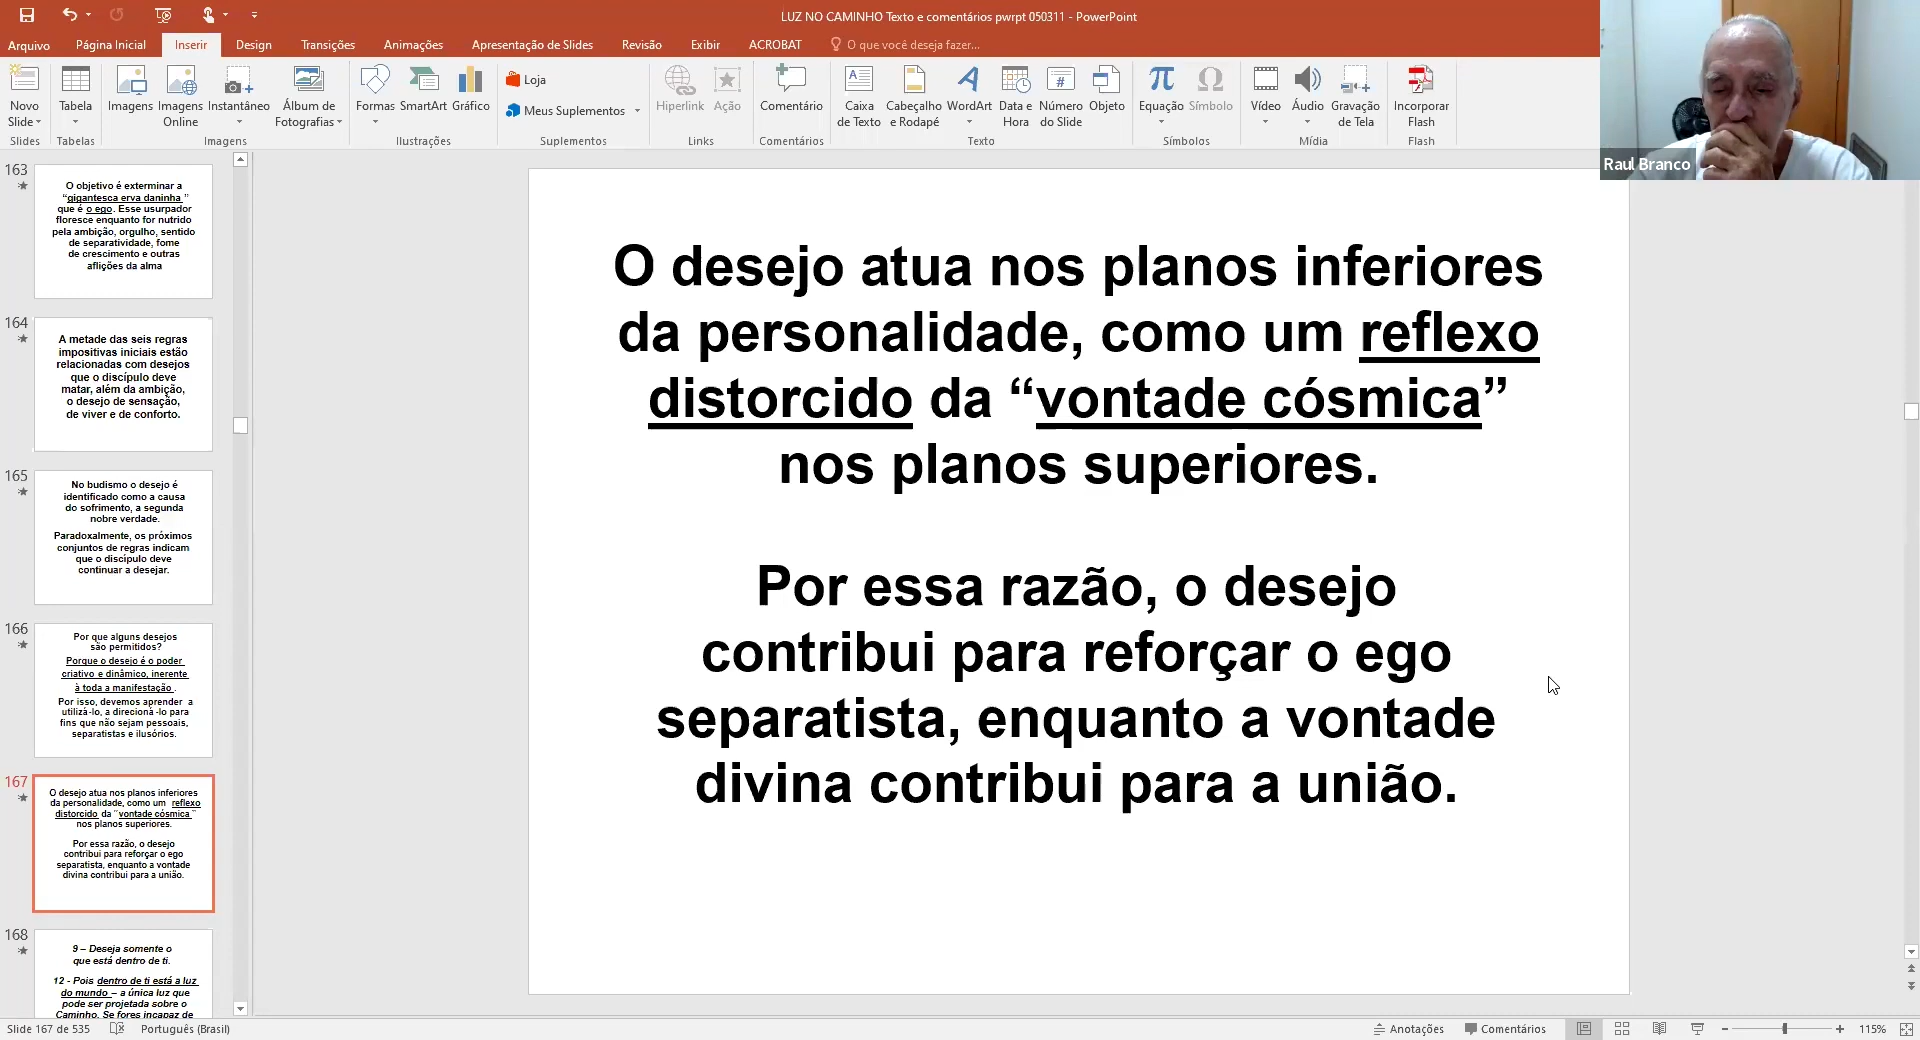 LUZ NO CAMINHO Texto e comentários pwrpt 050311 - PowerPoint
Arquivo
Página Inicial
Inserir
Design
Transições
Animações
Apresentação de Slides
Revisão
Exibir
ACROBAT
O que você deseja fazer...
Novo
Slide
Tabela
Imagens
Imagens
Online
Instantâneo
Álbum de
Fotografias
Formas
SmartArt
Gráfico
Loja
Meus Suplementos
Hiperlink
Ação
Comentário
Caixa
de Texto
Cabeçalho
e Rodapé
WordArt
Data e
Hora
Número
do Slide
Objeto
Equação
Símbolo
Vídeo
Áudio
Gravação
de Tela
Incorporar
Flash
Slides
Tabelas
Imagens
Ilustrações
Suplementos
Links
Comentários
Texto
Símbolos
Mídia
Flash
Raul Branco
163
O objetivo é exterminar a
“gigantesca erva daninha ”
que é o ego. Esse usurpador
floresce enquanto for nutrido
pela ambição, orgulho, sentido
de separatividade, fome
de crescimento e outras
aflições da alma
164
A metade das seis regras
impositivas iniciais estão
relacionadas com desejos
que o discípulo deve
matar, além da ambição,
o desejo de sensação,
de viver e de conforto.
165
No budismo o desejo é
identificado como a causa
do sofrimento, a segunda
nobre verdade.
Paradoxalmente, os próximos
conjuntos de regras indicam
que o discípulo deve
continuar a desejar.
166
Por que alguns desejos
são permitidos?
Porque o desejo é o poder
criativo e dinâmico, inerente
à toda a manifestação .
Por isso, devemos aprender a
utilizá-lo, a direcioná -lo para
fins que não sejam pessoais,
separatistas e ilusórios.
167
O desejo atua nos planos inferiores
da personalidade, como um reflexo
distorcido da “vontade cósmica ”
nos planos superiores.
Por essa razão, o desejo
contribui para reforçar o ego
separatista, enquanto a vontade
divina contribui para a união.
168
9 – Deseja somente o
que está dentro de ti.
12 - Pois dentro de ti está a luz
do mundo – a única luz que
pode ser projetada sobre o
Caminho. Se fores incapaz de
O desejo atua nos planos inferiores
da personalidade, como um reflexo
distorcido da “vontade cósmica”
nos planos superiores.
Por essa razão, o desejo
contribui para reforçar o ego
separatista, enquanto a vontade
divina contribui para a união.
Slide 167 de 535
Português (Brasil)
Anotações
Comentários
115%